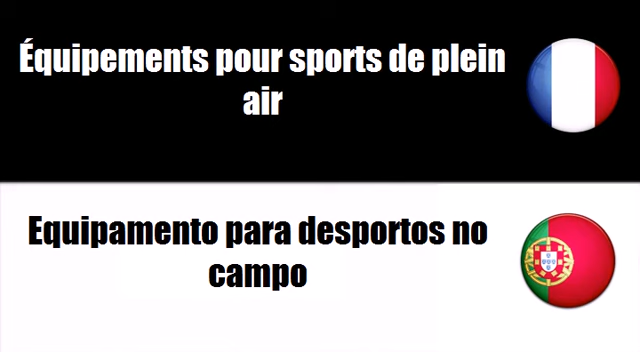 Équipements pour sports de plein
air
Equipamento para desportos no
campo